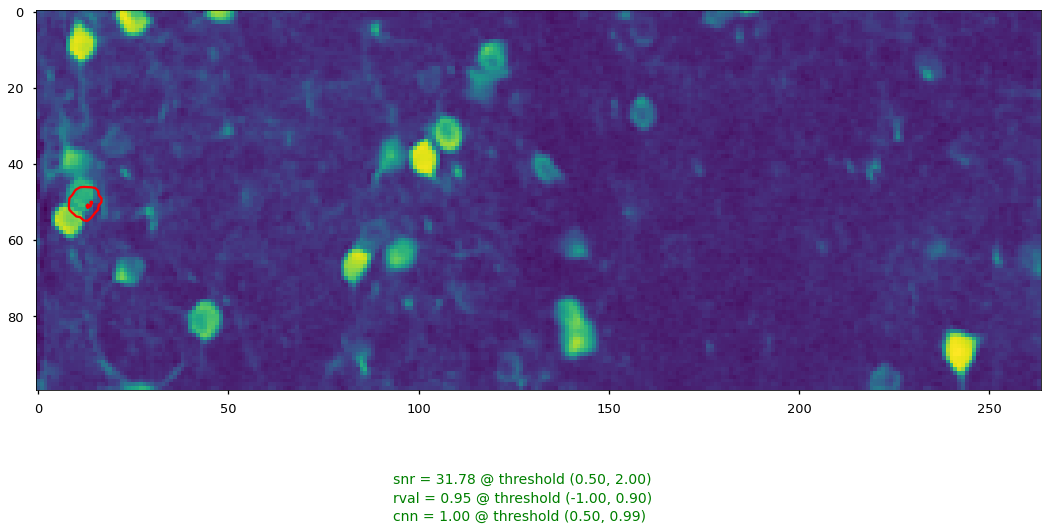 0
20
40
60
80
0 50 100 150 200 250
snr = 31.78 @ threshold (0.50, 2.00)
rval = 0.95 @ threshold (-1.00, 0.90)
cnn = 1.00 @ threshold (0.50, 0.99)